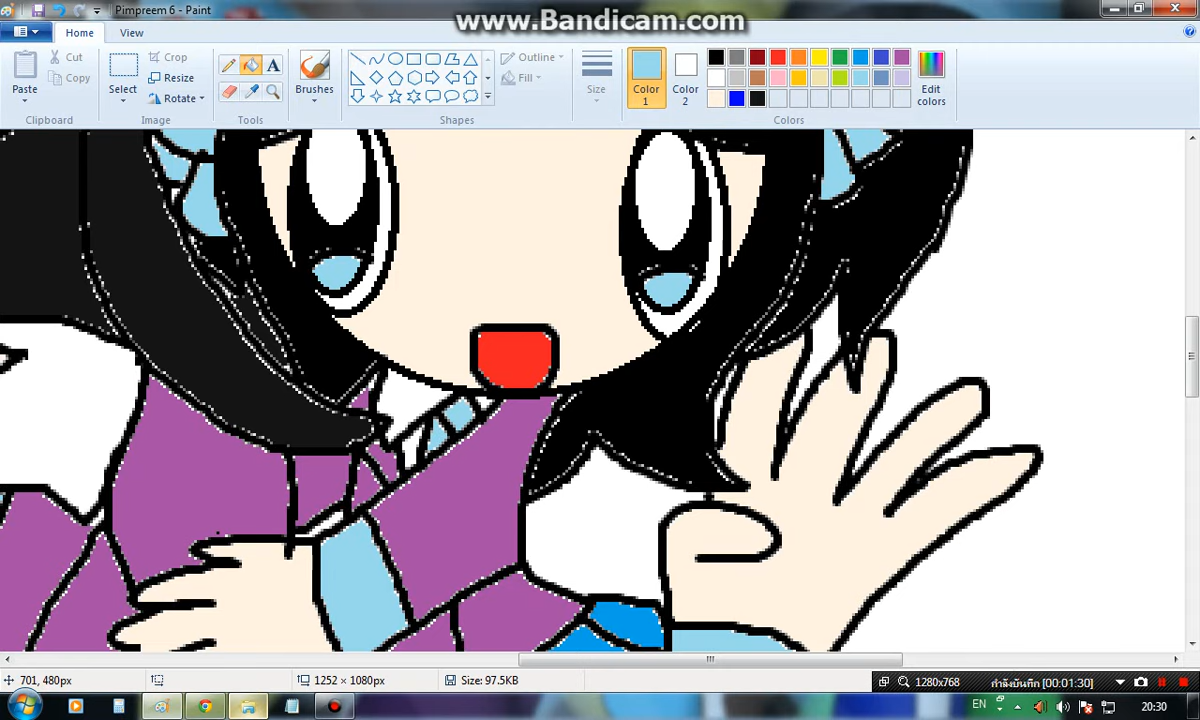 Pimpreem 6 - Paint
www.Bandicam.com
Home
View
Paste
Cut
Copy
Clipboard
Select
Crop
Resize
Rotate
Image
A
Tools
Brushes
Outline
Fill
Shapes
Size
Color
1
Color
2
Edit
colors
Colors
701, 480px
1252 × 1080px
Size: 97.5KB
1280x768
กำลังบันทึก [00:01:30]
EN
20:30